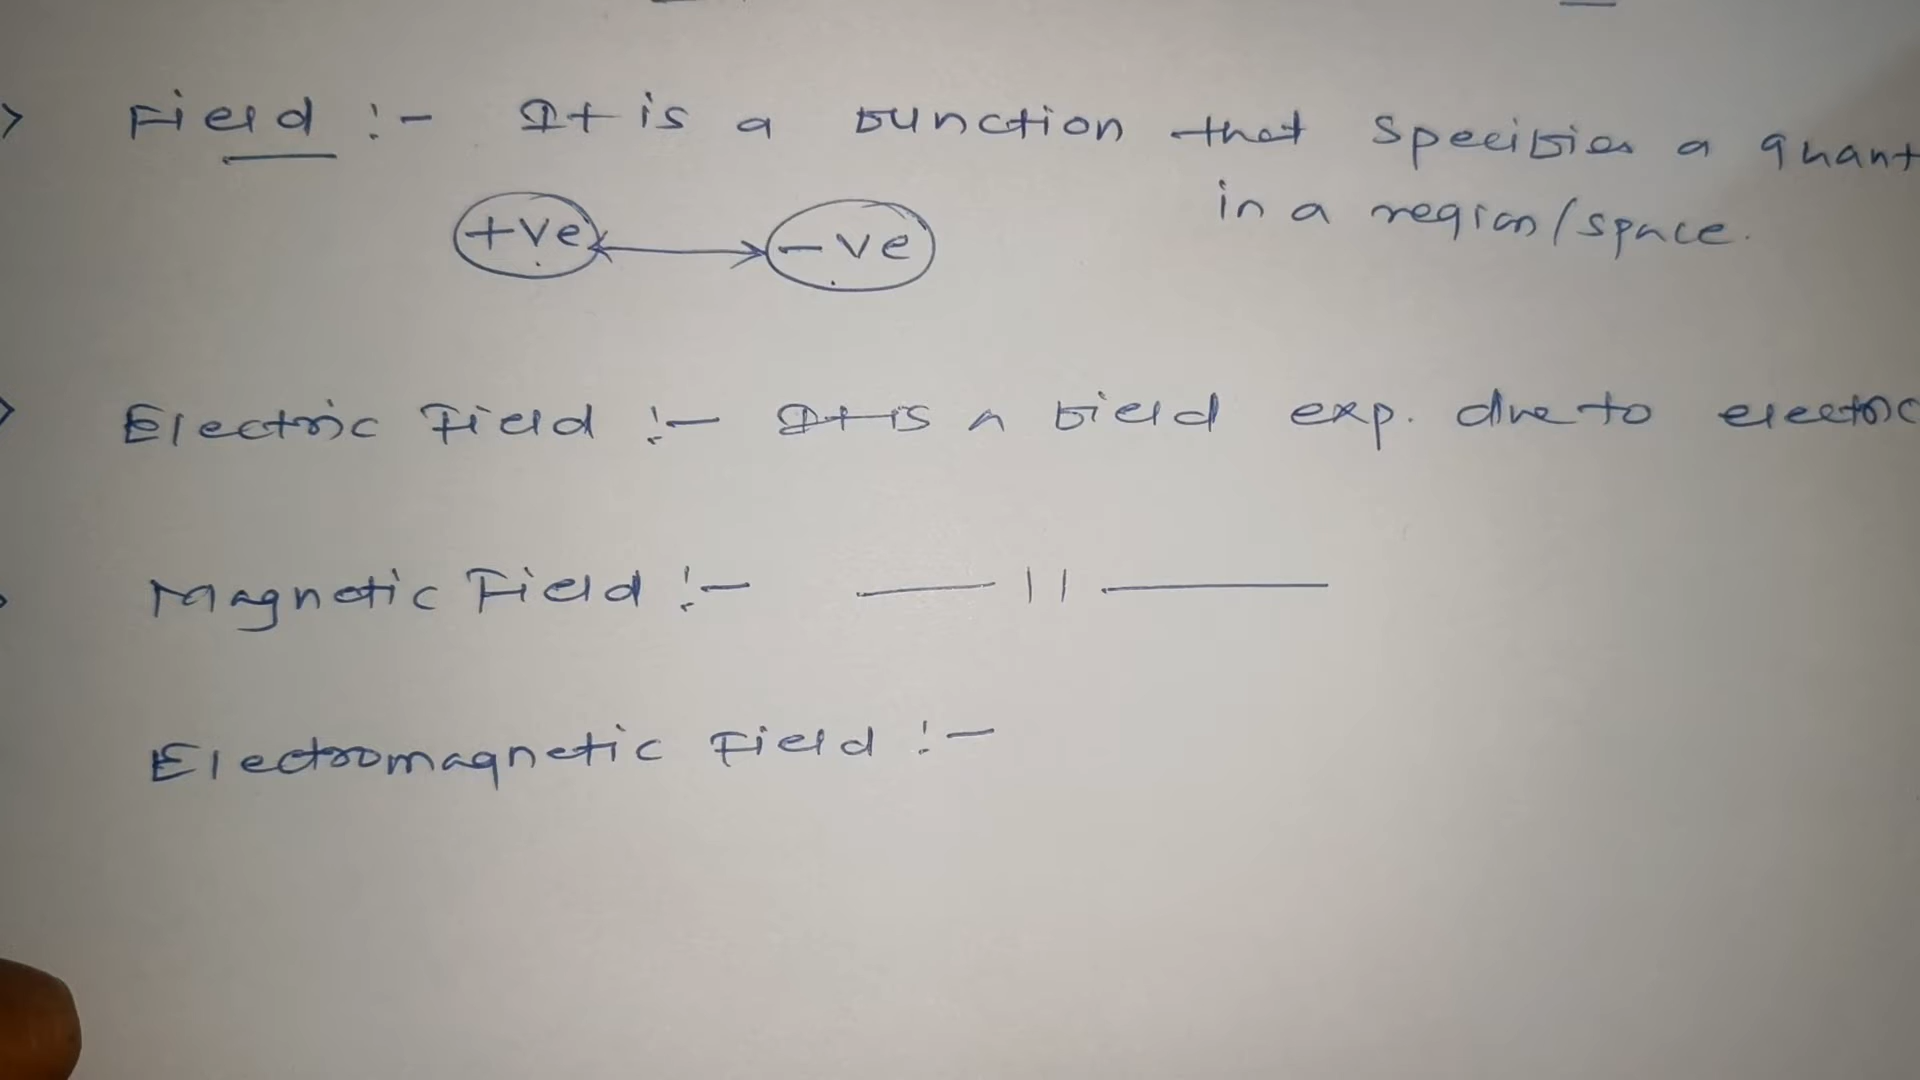 Field :- It is a function that specifies a quant
in a region/space.
+ve - ve
Electric Field :- It is a field exp. due to electric
Magnetic Field :- —— 11 ——
Electromagnetic Field :-